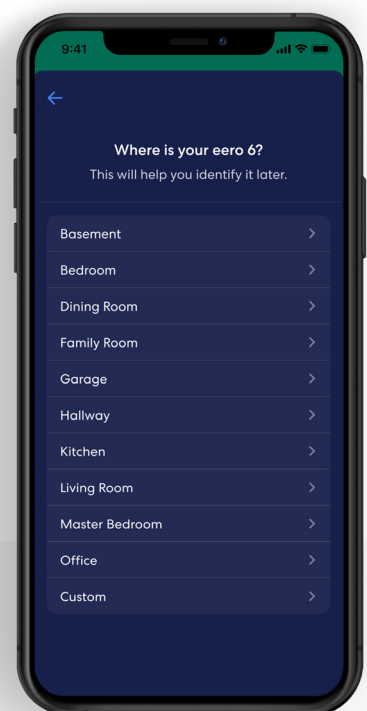 9:41
Where is your eero 6?
This will help you identify it later.
Basement
Bedroom
Dining Room
Family Room
Garage
Hallway
Kitchen
Living Room
Master Bedroom
Office
Custom